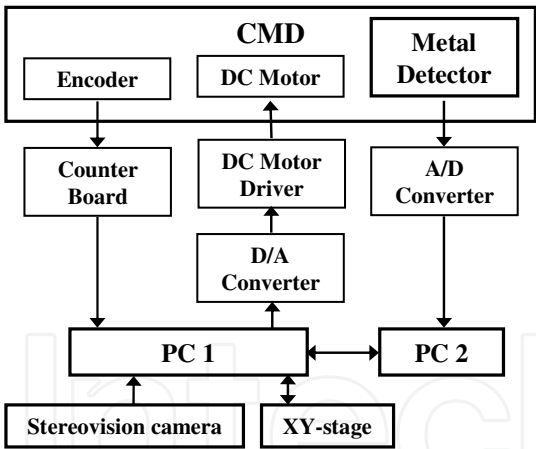 CMD
Metal
Detector
Encoder
DC Motor
Counter
Board
DC Motor
Driver
A/D
Converter
D/A
Converter
PC 1
PC 2
Stereovision camera
XY-stage